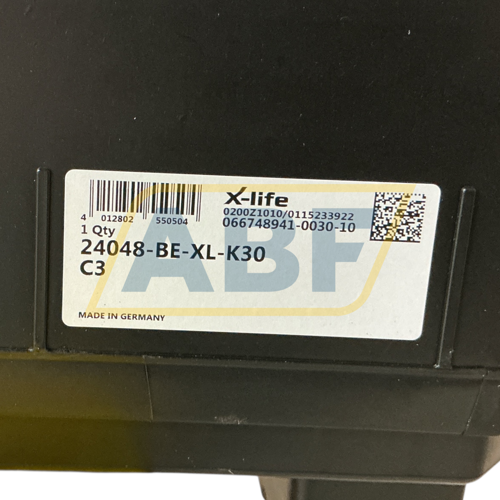 X-life
4 012802 550504
0200Z1010/0115233922
066748941-0030-10
1 Qty
24048-BE-XL-K30
C3
MADE IN GERMANY
ABF